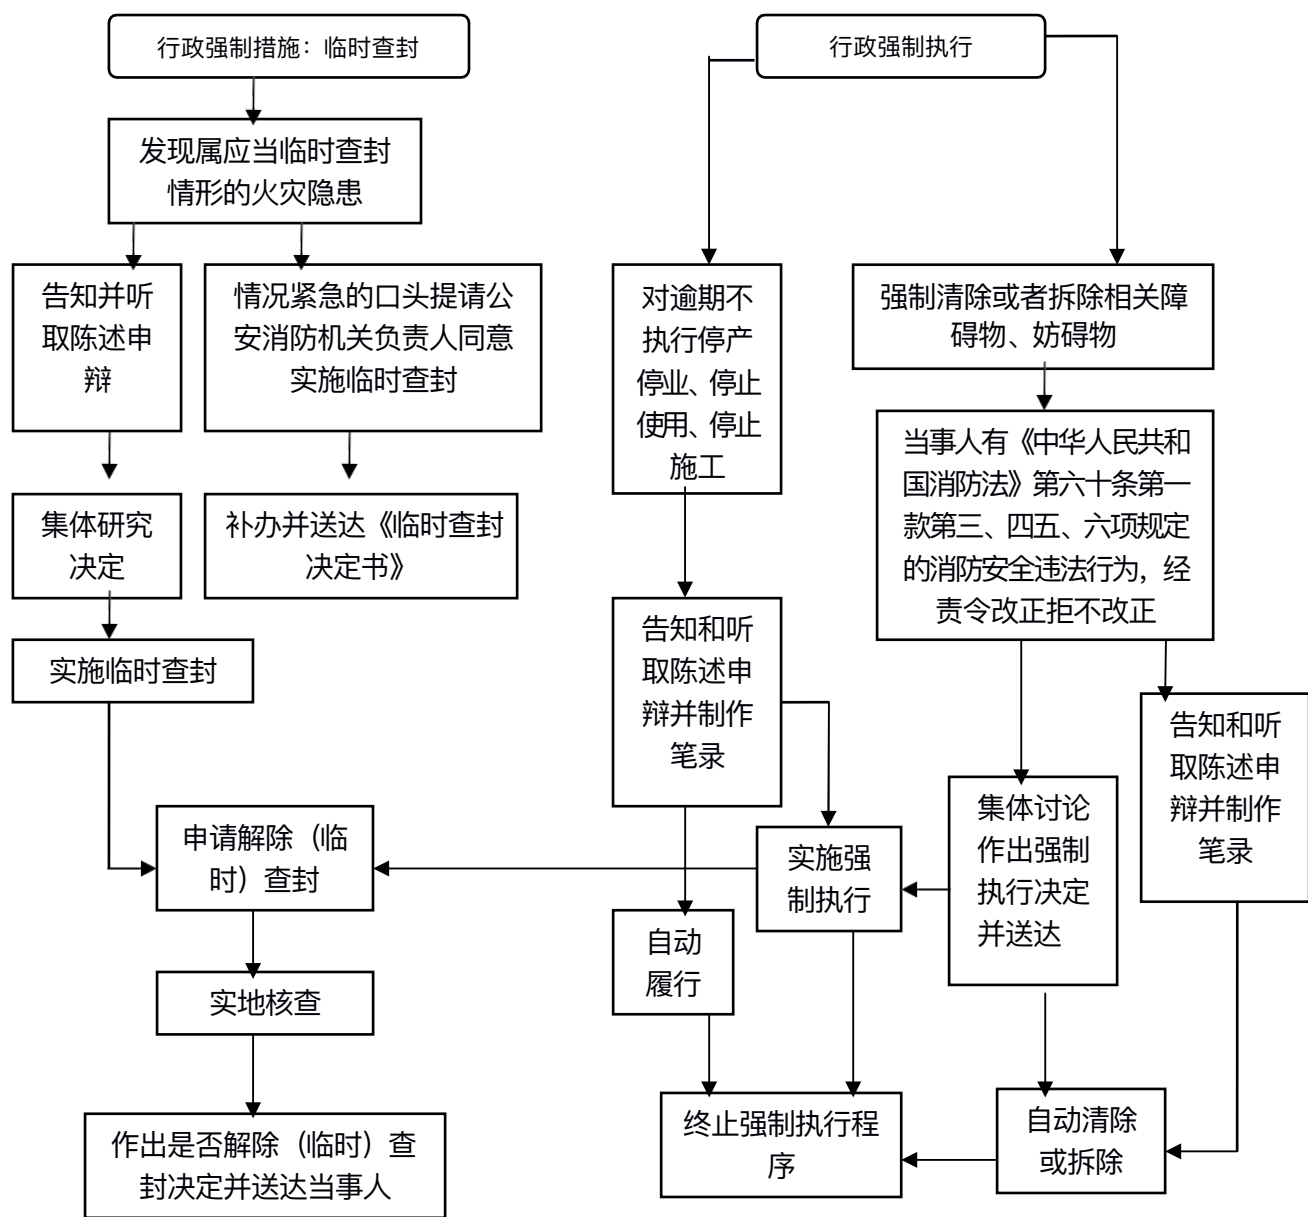 行政强制措施：临时查封
行政强制执行
发现属应当临时查封
情形的火灾隐患
告知并听
取陈述申
辩
情况紧急的口头提请公
安消防机关负责人同意
实施临时查封
对逾期不
执行停产
停业、停止
使用、停止
施工
强制清除或者拆除相关障
碍物、妨碍物
当事人有《中华人民共和
国消防法》第六十条第一
款第三、四五、六项规定
的消防安全违法行为，经
责令改正拒不改正
集体研究
决定
补办并送达《临时查封
决定书》
实施临时查封
告知和听
取陈述申
辩并制作
笔录
告知和听
取陈述申
辩并制作
笔录
集体讨论
作出强制
执行决定
并送达
申请解除（临
时）查封
实施强
制执行
自动
履行
实地核查
终止强制执行程
序
自动清除
或拆除
作出是否解除（临时）查
封决定并送达当事人